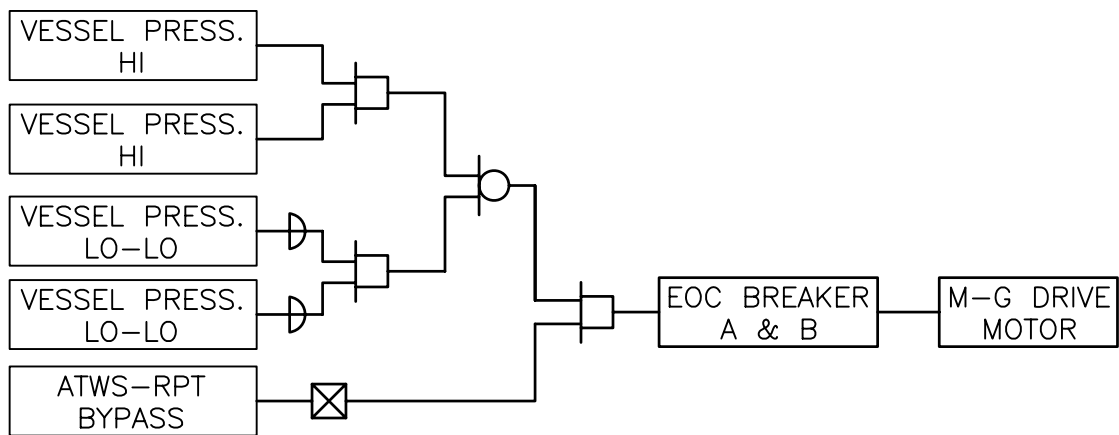 VESSEL PRESS.
HI
VESSEL PRESS.
HI
VESSEL PRESS.
LO-LO
VESSEL PRESS.
LO-LO
ATWS-RPT
BYPASS
EOC BREAKER
A & B
M-G DRIVE
MOTOR